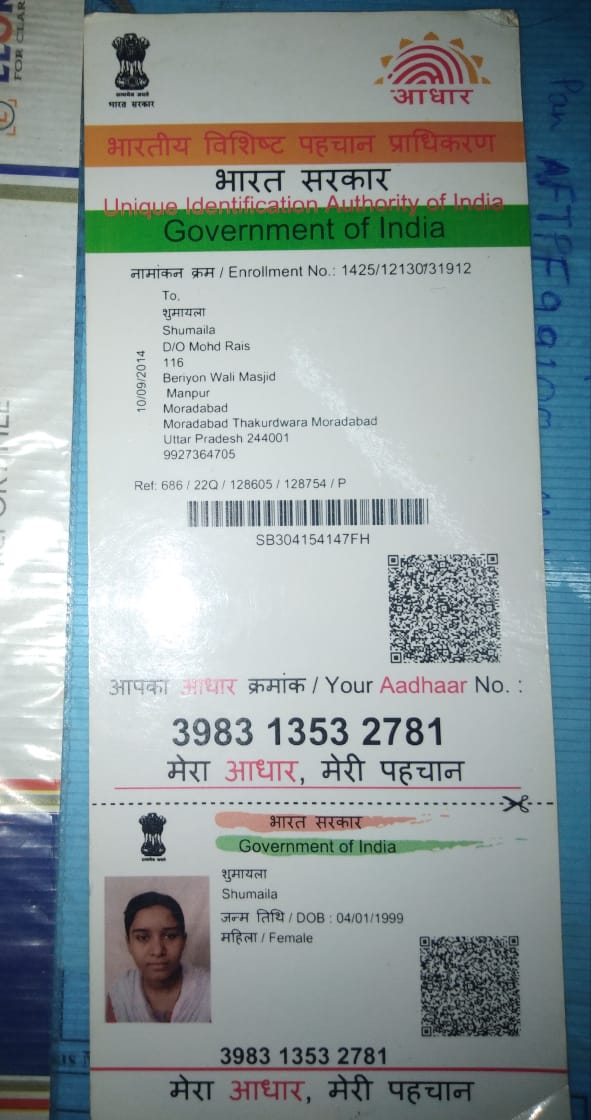 भारत सरकार
आधार
भारतीय विशिष्ट पहचान प्राधिकरण
भारत सरकार
Unique Identification Authority of India
Government of India
नामांकन क्रम / Enrollment No.: 1425/12130/31912
To,
शुमायला
Shumaila
D/O Mohd Rais
116
Beriyon Wali Masjid
Manpur
Moradabad
Moradabad Thakurdwara Moradabad
Uttar Pradesh 244001
9927364705
10/09/2014
Ref: 686 / 22Q / 128605 / 128754 / P
SB304154147FH
आपका आधार क्रमांक / Your Aadhaar No. :
3983 1353 2781
मेरा आधार, मेरी पहचान
भारत सरकार
Government of India
शुमायला
Shumaila
जन्म तिथि / DOB : 04/01/1999
महिला / Female
3983 1353 2781
मेरा आधार, मेरी पहचान
FOR CLAR
Pan